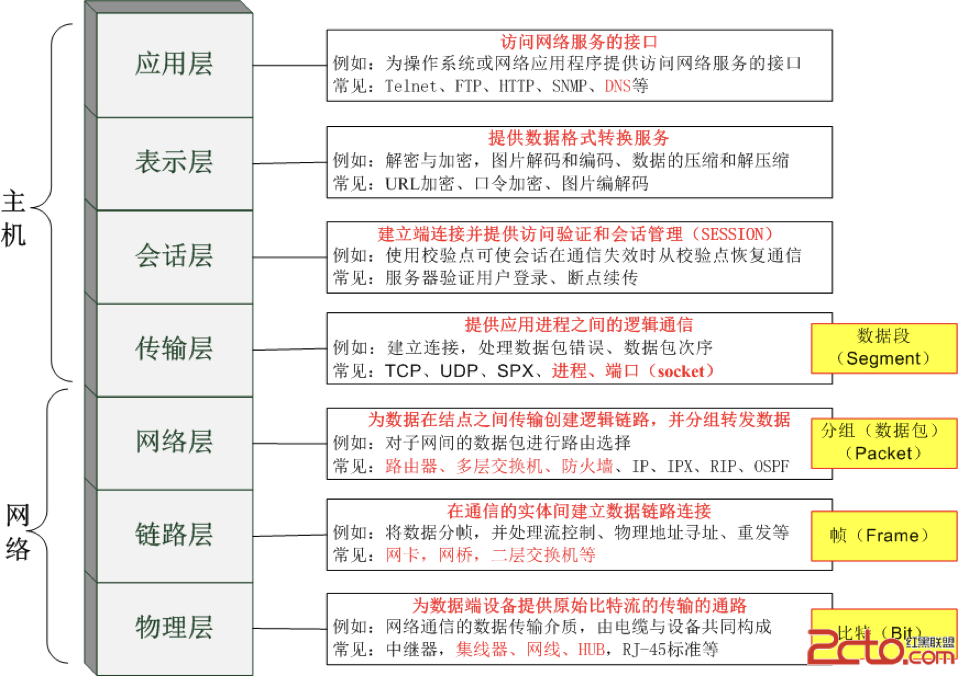 应用层
访问网络服务的接口
例如：为操作系统或网络应用程序提供访问网络服务的接口
常见：Telnet、FTP、HTTP、SNMP、DNS等
表示层
提供数据格式转换服务
例如：解密与加密，图片解码和编码、数据的压缩和解压缩
常见：URL加密、口令加密、图片编解码
主机
会话层
建立端连接并提供访问验证和会话管理（SESSION）
例如：使用校验点可使会话在通信失效时从校验点恢复通信
常见：服务器验证用户登录、断点续传
传输层
提供应用进程之间的逻辑通信
例如：建立连接，处理数据包错误、数据包次序
常见：TCP、UDP、SPX、进程、端口（socket）
数据段
（Segment）
网络层
为数据在结点之间传输创建逻辑链路，并分组转发数据
例如：对子网间的数据包进行路由选择
常见：路由器、多层交换机、防火墙、IP、IPX、RIP、OSPF
分组（数据包）
（Packet）
网络
链路层
在通信的实体间建立数据链路连接
例如：将数据分帧，并处理流控制、物理地址寻址、重发等
常见：网卡，网桥，二层交换机等
帧（Frame）
物理层
为数据端设备提供原始比特流的传输的通路
例如：网络通信的数据传输介质，由电缆与设备共同构成
常见：中继器，集线器、网线、HUB，RJ-45标准等
比特（Bit）
2cto.com
红黑联盟